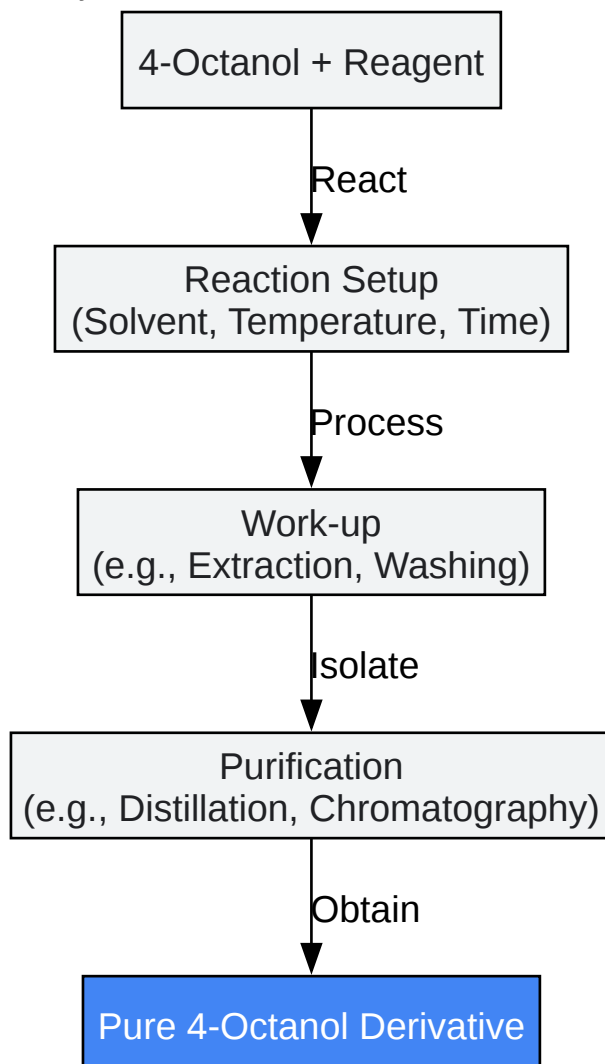 4-Octanol + Reagent
React
Reaction Setup
(Solvent, Temperature, Time)
Process
Work-up
(e.g., Extraction, Washing)
Isolate
Purification
(e.g., Distillation, Chromatography)
Obtain
Pure 4-Octanol Derivative